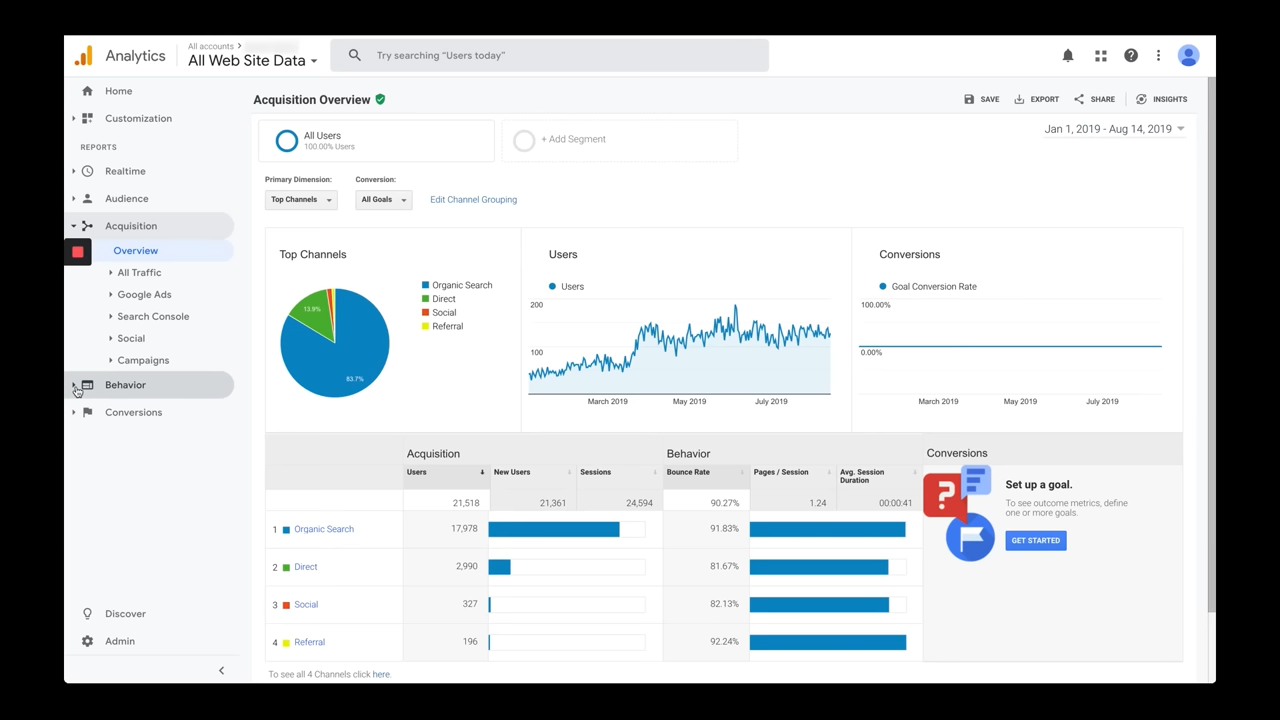 Analytics
All accounts >
All Web Site Data
Try searching “Users today”
Home
Customization
REPORTS
Realtime
Audience
Acquisition
Overview
All Traffic
Google Ads
Search Console
Social
Campaigns
Behavior
Conversions
Discover
Admin
Acquisition Overview
SAVE
EXPORT
SHARE
INSIGHTS
All Users
100.00% Users
+ Add Segment
Jan 1, 2019 - Aug 14, 2019
Primary Dimension:
Conversion:
Top Channels
All Goals
Edit Channel Grouping
Top Channels
Organic Search
Direct
Social
Referral
13.9%
83.7%
Users
Users
200
100
March 2019
May 2019
July 2019
Conversions
Goal Conversion Rate
100.00%
0.00%
March 2019
May 2019
July 2019
Acquisition
Behavior
Conversions
Users
New Users
Sessions
Bounce Rate
Pages / Session
Avg. Session
Duration
21,518
21,361
24,594
90.27%
1.24
00:00:41
1 Organic Search 17,978 91.83%
2 Direct 2,990 81.67%
3 Social 327 82.13%
4 Referral 196 92.24%
Set up a goal.
To see outcome metrics, define
one or more goals.
GET STARTED
To see all 4 Channels click here.